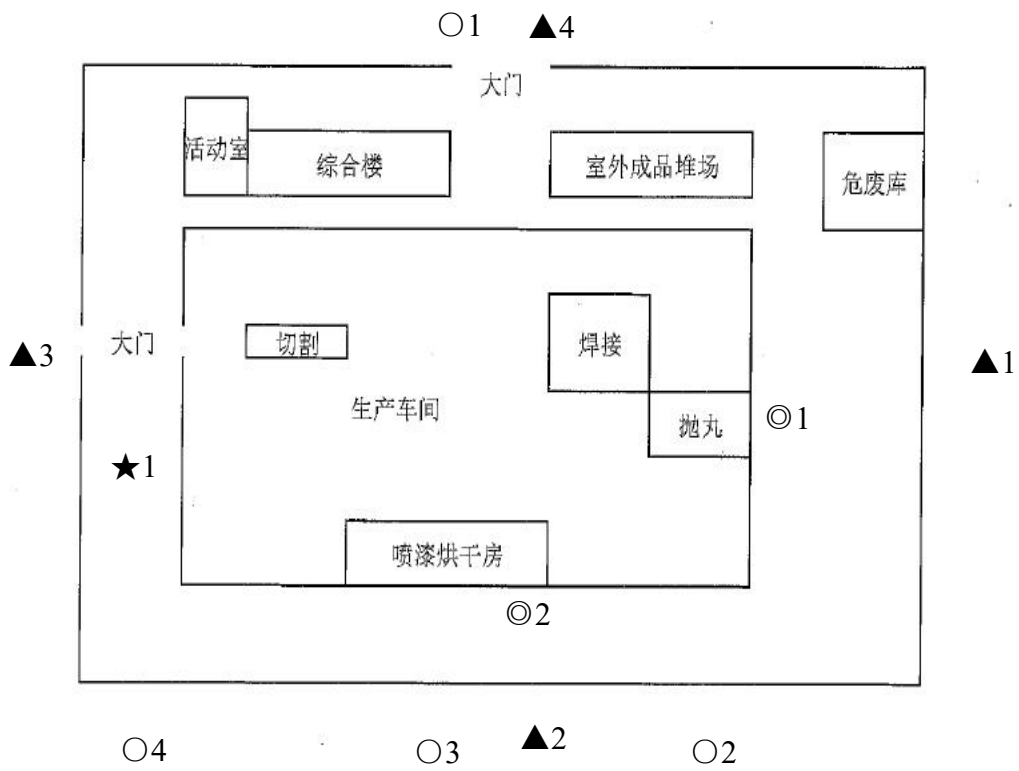 ○1 ▲4
大门
活动室
综合楼
室外成品堆场
危废库
大门
切割
焊接
▲3
▲1
生产车间
抛丸
◎1
★1
喷漆烘干房
◎2
○4
○3
▲2
○2